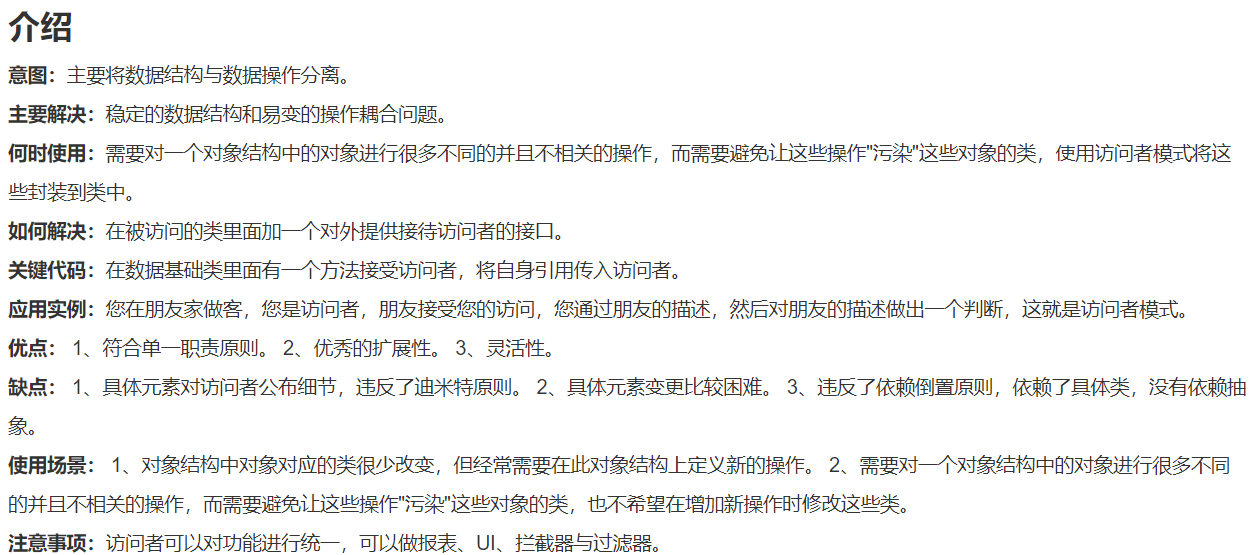 介绍
意图：主要将数据结构与数据操作分离。
主要解决：稳定的数据结构和易变的操作耦合问题。
何时使用：需要对一个对象结构中的对象进行很多不同的并且不相关的操作，而需要避免让这些操作"污染"这些对象的类，使用访问者模式将这
些封装到类中。
如何解决：在被访问的类里面加一个对外提供接待访问者的接口。
关键代码：在数据基础类里面有一个方法接受访问者，将自身引用传入访问者。
应用实例：您在朋友家做客，您是访问者，朋友接受您的访问，您通过朋友的描述，然后对朋友的描述做出一个判断，这就是访问者模式。
优点： 1、符合单一职责原则。 2、优秀的扩展性。 3、灵活性。
缺点： 1、具体元素对访问者公布细节，违反了迪米特原则。 2、具体元素变更比较困难。 3、违反了依赖倒置原则，依赖了具体类，没有依赖抽
象。
使用场景： 1、对象结构中对象对应的类很少改变，但经常需要在此对象结构上定义新的操作。 2、需要对一个对象结构中的对象进行很多不同
的并且不相关的操作，而需要避免让这些操作"污染"这些对象的类，也不希望在增加新操作时修改这些类。
注意事项：访问者可以对功能进行统一，可以做报表、UI、拦截器与过滤器。